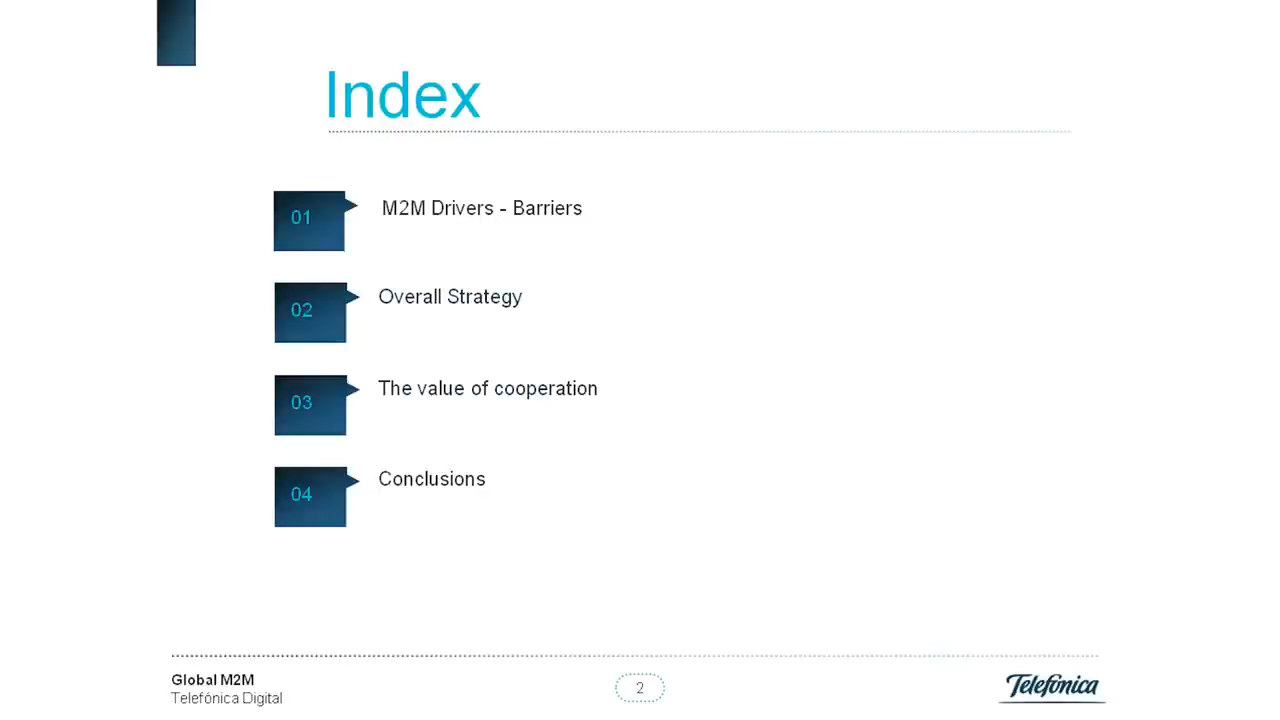 Index
01
M2M Drivers - Barriers
02
Overall Strategy
03
The value of cooperation
04
Conclusions
Global M2M
Telefónica Digital
2
Telefónica